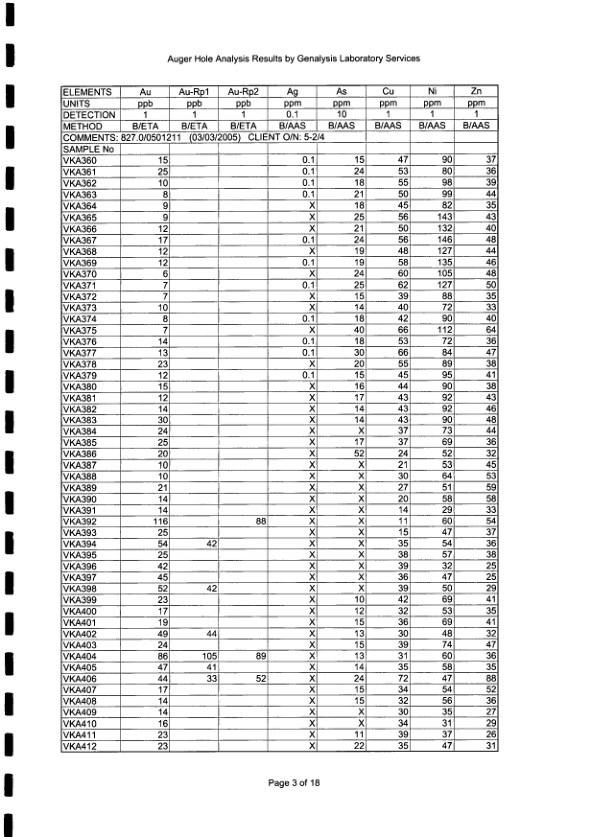 Auger Hole Analysis Results by Genalysis Laboratory Services
ELEMENTS Au Au-Rp1 Au-Rp2 Ag As Cu Ni Zn
UNITS ppb ppb ppb ppm ppm ppm ppm ppm
DETECTION 1 1 1 0.1 10 1 1 1
METHOD B/ETA B/ETA B/ETA B/AAS B/AAS B/AAS B/AAS B/AAS
COMMENTS: 827.0/0501211 (03/03/2005) CLIENT O/N: 5-2/4
SAMPLE No
VKA360 15 0.1 15 47 90 37
VKA361 25 0.1 24 53 80 36
VKA362 10 0.1 18 55 98 39
VKA363 8 0.1 21 50 99 44
VKA364 9 X 18 45 82 35
VKA365 9 X 25 56 143 43
VKA366 12 X 21 50 132 40
VKA367 17 0.1 24 56 146 48
VKA368 12 X 19 48 127 44
VKA369 12 0.1 19 58 135 46
VKA370 6 X 24 60 105 48
VKA371 7 0.1 25 62 127 50
VKA372 7 X 15 39 88 35
VKA373 10 X 14 40 72 33
VKA374 8 0.1 18 42 90 40
VKA375 7 X 40 66 112 64
VKA376 14 0.1 18 53 72 36
VKA377 13 0.1 30 66 84 47
VKA378 23 X 20 55 89 38
VKA379 12 0.1 15 45 95 41
VKA380 15 X 16 44 90 38
VKA381 12 X 17 43 92 43
VKA382 14 X 14 43 92 46
VKA383 30 X 14 43 90 48
VKA384 24 X X 37 73 44
VKA385 25 X 17 37 69 36
VKA386 20 X 52 24 52 32
VKA387 10 X X 21 53 45
VKA388 10 X X 30 64 53
VKA389 21 X X 27 51 59
VKA390 14 X X 20 58 58
VKA391 14 X X 14 29 33
VKA392 116 88 X X 11 60 54
VKA393 25 X X 15 47 37
VKA394 54 42 X X 35 54 36
VKA395 25 X X 38 57 38
VKA396 42 X X 39 32 25
VKA397 45 X X 36 47 25
VKA398 52 42 X X 39 50 29
VKA399 23 X 10 42 69 41
VKA400 17 X 12 32 53 35
VKA401 19 X 15 36 69 41
VKA402 49 44 X 13 30 48 32
VKA403 24 X 15 39 74 47
VKA404 86 105 89 X 13 31 60 36
VKA405 47 41 X 14 35 58 35
VKA406 44 33 52 X 24 72 47 88
VKA407 17 X 15 34 54 52
VKA408 14 X 15 32 56 36
VKA409 14 X X 30 35 27
VKA410 16 X X 34 31 29
VKA411 23 X 11 39 37 26
VKA412 23 X 22 35 47 31
Page 3 of 18